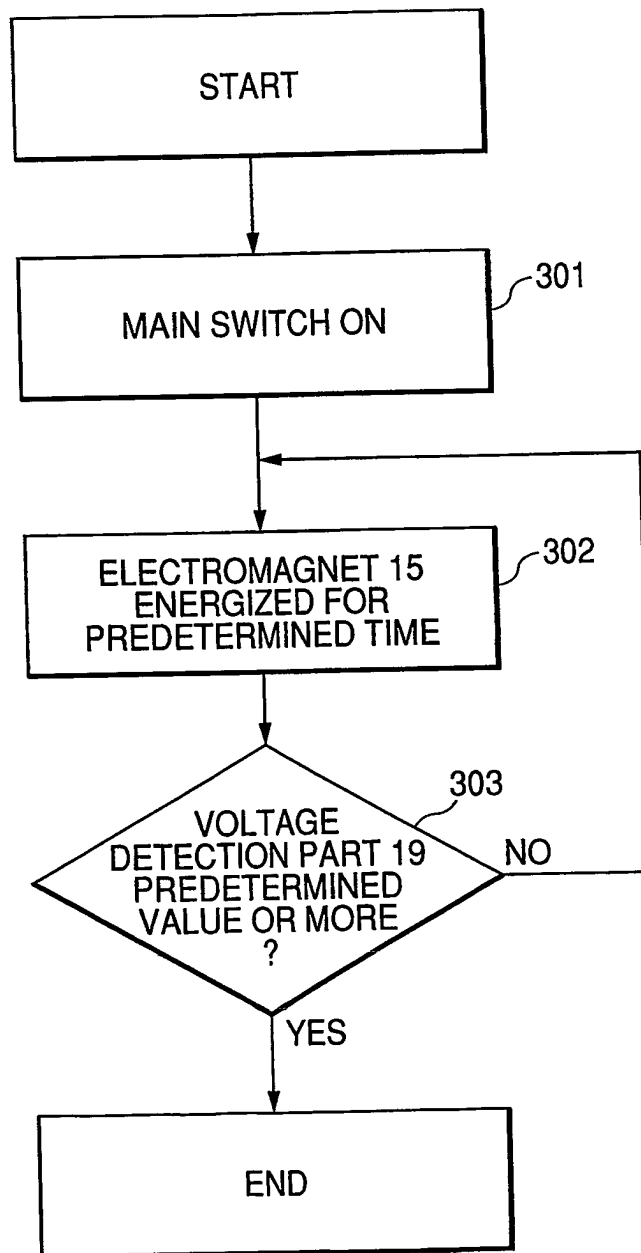 START
301
MAIN SWITCH ON
302
ELECTROMAGNET 15
ENERGIZED FOR
PREDETERMINED TIME
303
VOLTAGE
DETECTION PART 19
PREDETERMINED
VALUE OR MORE
?
NO
YES
END